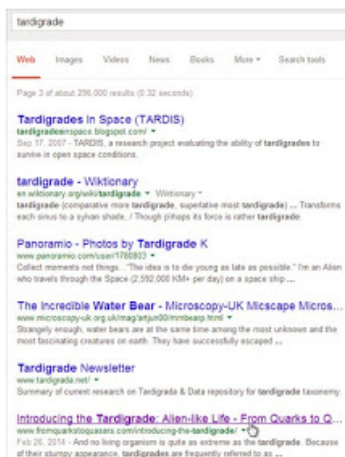 tardigrade
Web Images Videos News Books More Search tools
Page 3 of about 296,000 results (0.32 seconds)
Tardigrades In Space (TARDIS)
tardigradesinspace.blogspot.com/
Sep 17, 2007 - TARDIS, a research project evaluating the ability of tardigrades to
survive in open space conditions.
tardigrade - Wiktionary
en.wiktionary.org/wiki/tardigrade Wiktionary
tardigrade (comparative more tardigrade, superlative most tardigrade) ... Transforms
each sinus to a sylvan shade, / Though p'rhaps its force is rather tardigrade.
Panoramio - Photos by Tardigrade K
www.panoramio.com/user/1780803
Collect moments not things..."The idea is to die young as late as possible." I'm an Alien
who travels through the Space (2,592,000 KM+ per day) on a space ship ...
The Incredible Water Bear - Microscopy-UK Micscape Micros...
www.microscopy-uk.org.uk/mag/artjun00/mmbearp.html
Strangely enough, water bears are at the same time among the most unknown and the
most fascinating creatures on earth. They have successfully escaped ...
Tardigrade Newsletter
www.tardigrada.net/
Summary of current research on Tardigrada & Data repository for tardigrade taxonomy.
Introducing the Tardigrade: Alien-like Life - From Quarks to Q...
www.fromquarkstoquasars.com/introducing-the-tardigrade/
Feb 26, 2014 - And no living organism is quite as extreme as the tardigrade. Because
of their stumpy appearance, tardigrades are frequently referred to as ...